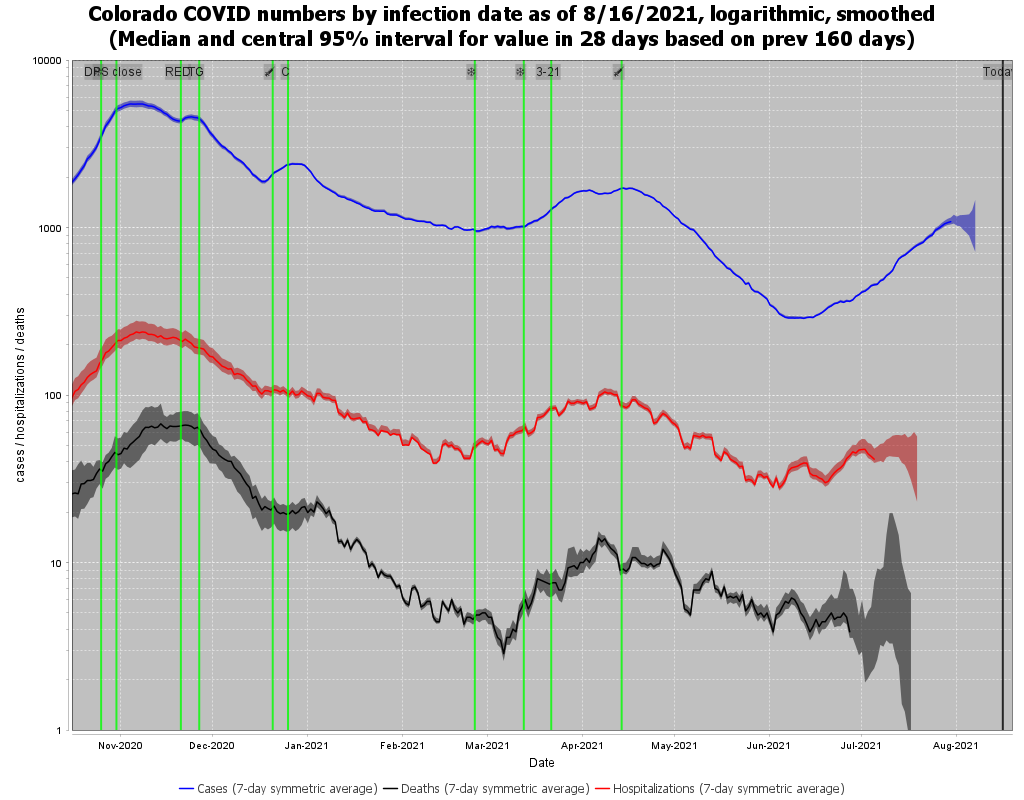 Colorado COVID numbers by infection date as of 8/16/2021, logarithmic, smoothed
(Median and central 95% interval for value in 28 days based on prev 160 days)
10000
1000
100
10
1
cases / hospitalizations / deaths
close
RED
TG
C
3-21
Today
Nov-2020
Dec-2020
Jan-2021
Feb-2021
Mar-2021
Apr-2021
May-2021
Jun-2021
Jul-2021
Aug-2021
Date
Cases (7-day symmetric average)
Deaths (7-day symmetric average)
Hospitalizations (7-day symmetric average)